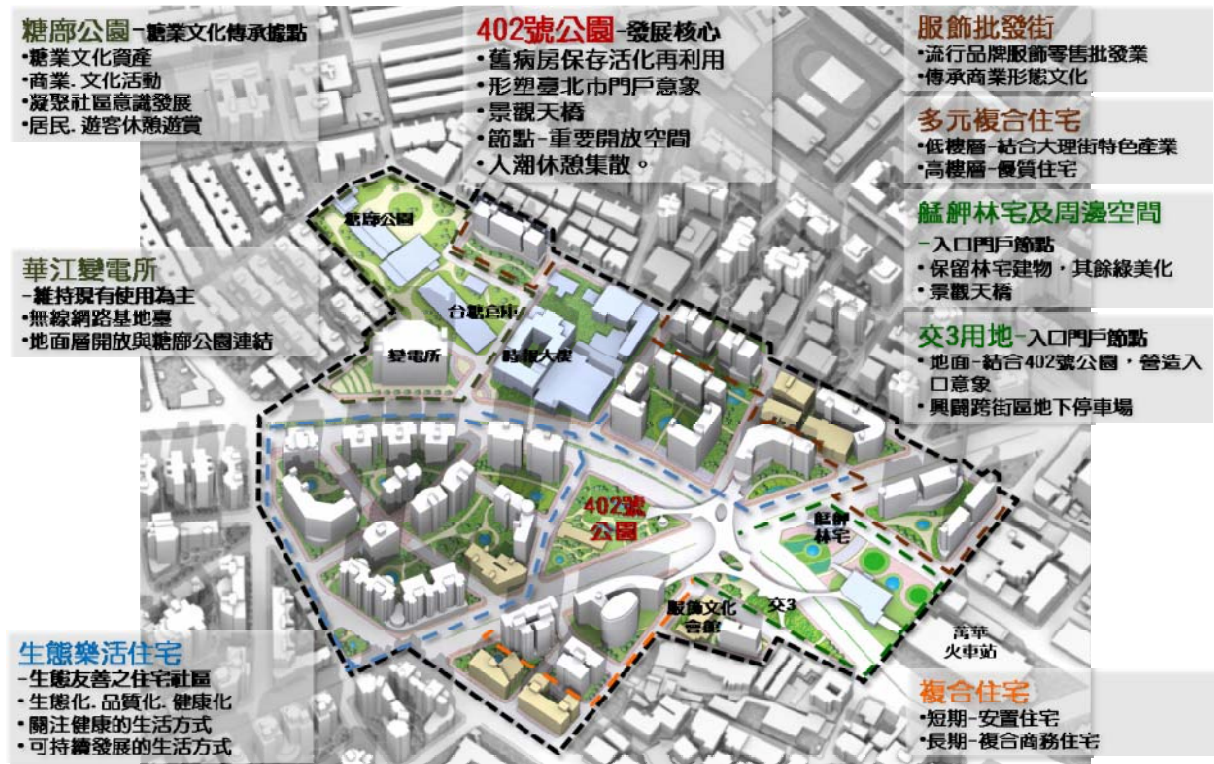 糖廍公園-糖業文化傳承據點
•糖業文化資產
•商業.文化活動
•凝聚社區意識發展
•居民.遊客休憩遊賞
402號公園-發展核心
•舊病房保存活化再利用
•形塑臺北市門戶意象
•景觀天橋
•節點-重要開放空間
•人潮休憩集散。
服飾批發街
•流行品牌服飾零售批發業
•傳承商業形態文化
多元複合住宅
•低樓層-結合大理街特色產業
•高樓層-優質住宅
艋舺林宅及周邊空間
-入口門戶節點
•保留林宅建物，其餘綠美化
•景觀天橋
交3用地-入口門戶節點
•地面-結合402號公園，營造入
口意象
•興闢跨街區地下停車場
華江變電所
-維持現有使用為主
•無線網路基地臺
•地面層開放與糖廍公園連結
糖廍公園
台糖倉庫
變電所
時報大樓
402號
公園
艋舺
林宅
交3
服飾文化
會館
萬華
火車站
生態樂活住宅
-生態友善之住宅社區
•生態化.品質化.健康化
•關注健康的生活方式
•可持續發展的生活方式
複合住宅
•短期-安置住宅
•長期-複合商務住宅